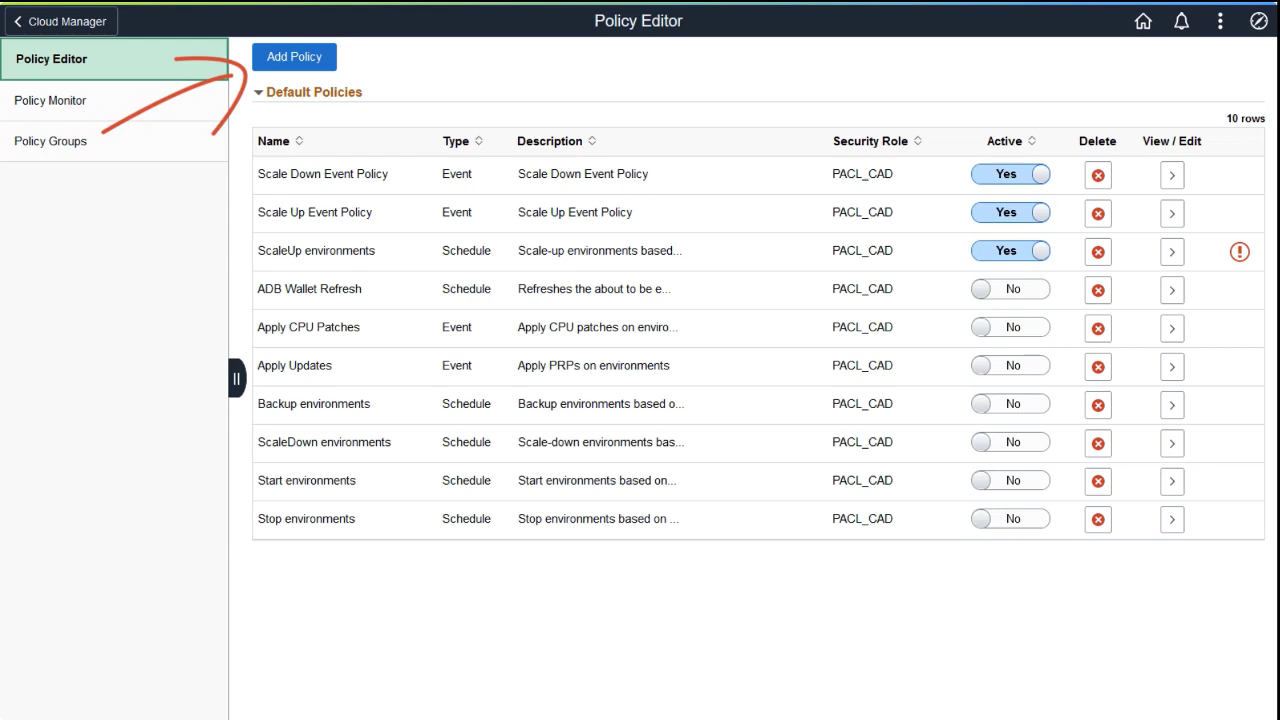 Cloud Manager Policy Editor
Policy Editor
Policy Monitor
Policy Groups
Add Policy
Default Policies
10 rows
Name Type Description Security Role Active Delete View / Edit
Scale Down Event Policy Event Scale Down Event Policy PACL_CAD Yes
Scale Up Event Policy Event Scale Up Event Policy PACL_CAD Yes
ScaleUp environments Schedule Scale-up environments based... PACL_CAD Yes
ADB Wallet Refresh Schedule Refreshes the about to be e... PACL_CAD No
Apply CPU Patches Event Apply CPU patches on enviro... PACL_CAD No
Apply Updates Event Apply PRPs on environments PACL_CAD No
Backup environments Schedule Backup environments based o... PACL_CAD No
ScaleDown environments Schedule Scale-down environments bas... PACL_CAD No
Start environments Schedule Start environments based on... PACL_CAD No
Stop environments Schedule Stop environments based on ... PACL_CAD No